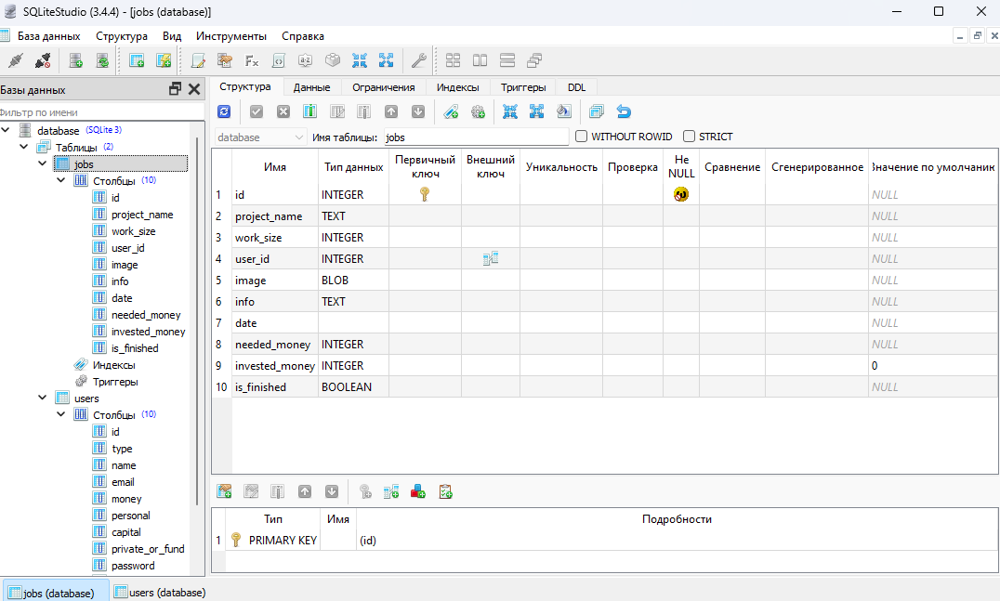 SQLiteStudio (3.4.4) - [jobs (database)]
База данных Структура Вид Инструменты Справка
Базы данных
Фильтр по имени
database (SQLite 3)
Таблицы (2)
jobs
Столбцы (10)
id
project_name
work_size
user_id
image
info
date
needed_money
invested_money
is_finished
Индексы
Триггеры
users
Столбцы (10)
id
type
name
email
money
personal
capital
private_or_fund
password
Структура Данные Ограничения Индексы Триггеры DDL
database Имя таблицы: jobs WITHOUT ROWID STRICT
Имя Тип данных Первичный ключ Внешний ключ Уникальность Проверка Не NULL Сравнение Сгенерированное Значение по умолчанию
1 id INTEGER NULL
2 project_name TEXT NULL
3 work_size INTEGER NULL
4 user_id INTEGER NULL
5 image BLOB NULL
6 info TEXT NULL
7 date NULL
8 needed_money INTEGER NULL
9 invested_money INTEGER 0
10 is_finished BOOLEAN NULL
Тип Имя Подробности
1 PRIMARY KEY (id)
jobs (database) users (database)